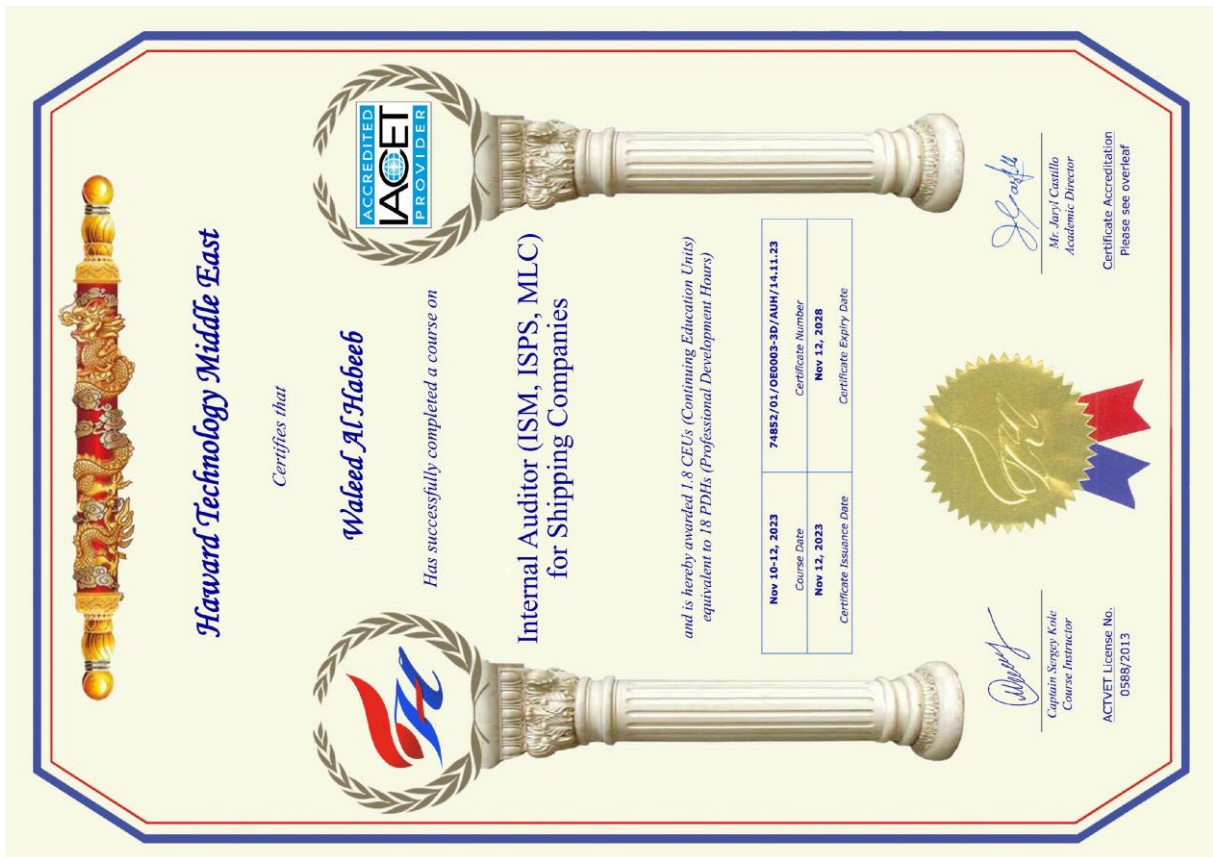 Haward Technology Middle East
Certifies that
Waleed Al Habeeb
Has successfully completed a course on
Internal Auditor (ISM, ISPS, MLC)
for Shipping Companies
and is hereby awarded 1.8 CEUs (Continuing Education Units)
equivalent to 18 PDHs (Professional Development Hours)
Nov 10-12, 2023
74852/01/OE0003-3D/AUH/14.11.23
Course Date
Certificate Number
Nov 12, 2023
Nov 12, 2028
Certificate Issuance Date
Certificate Expiry Date
ACCREDITED
IACET
PROVIDER
Captain Sergey Kole
Course Instructor
ACTVET License No.
0588/2013
Mr. Jaryl Castillo
Academic Director
Certificate Accreditation
Please see overleaf